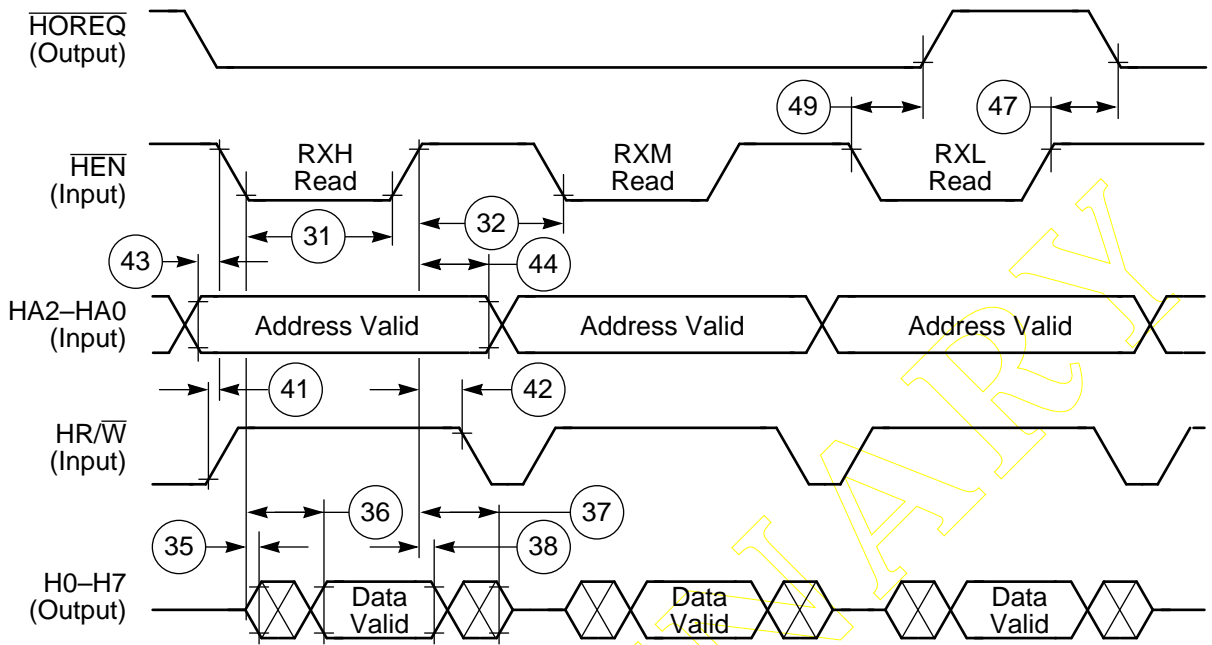 HOREQ
(Output)
49
47
HEN
(Input)
RXH
Read
RXM
Read
RXL
Read
31
32
43
44
HA2–HA0
(Input)
Address Valid
Address Valid
Address Valid
41
42
HR/W
(Input)
36
37
35
38
H0–H7
(Output)
Data
Valid
Data
Valid
Data
Valid
NARY